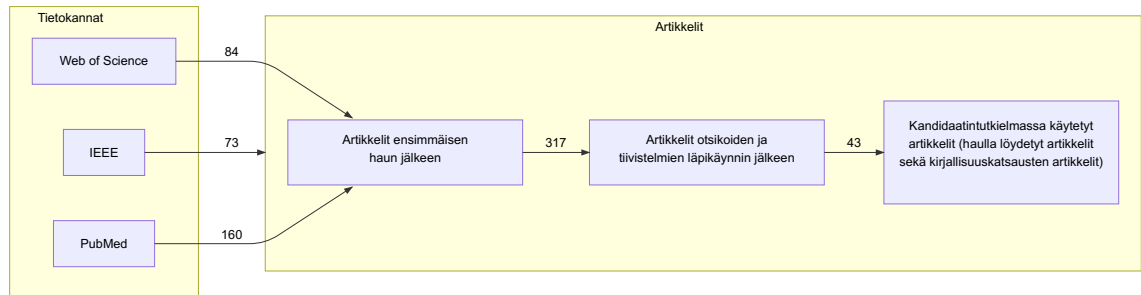 Tietokannat
Web of Science
IEEE
PubMed
84
73
160
Artikkelit
Artikkelit ensimmäisen
haun jälkeen
317
Artikkelit otsikoiden ja
tiivistelmien läpikäynnin jälkeen
43
Kandidaatintutkielmassa käytetyt
artikkelit (haulla löydetyt artikkelit
sekä kirjallisuuskatsausten artikkelit)